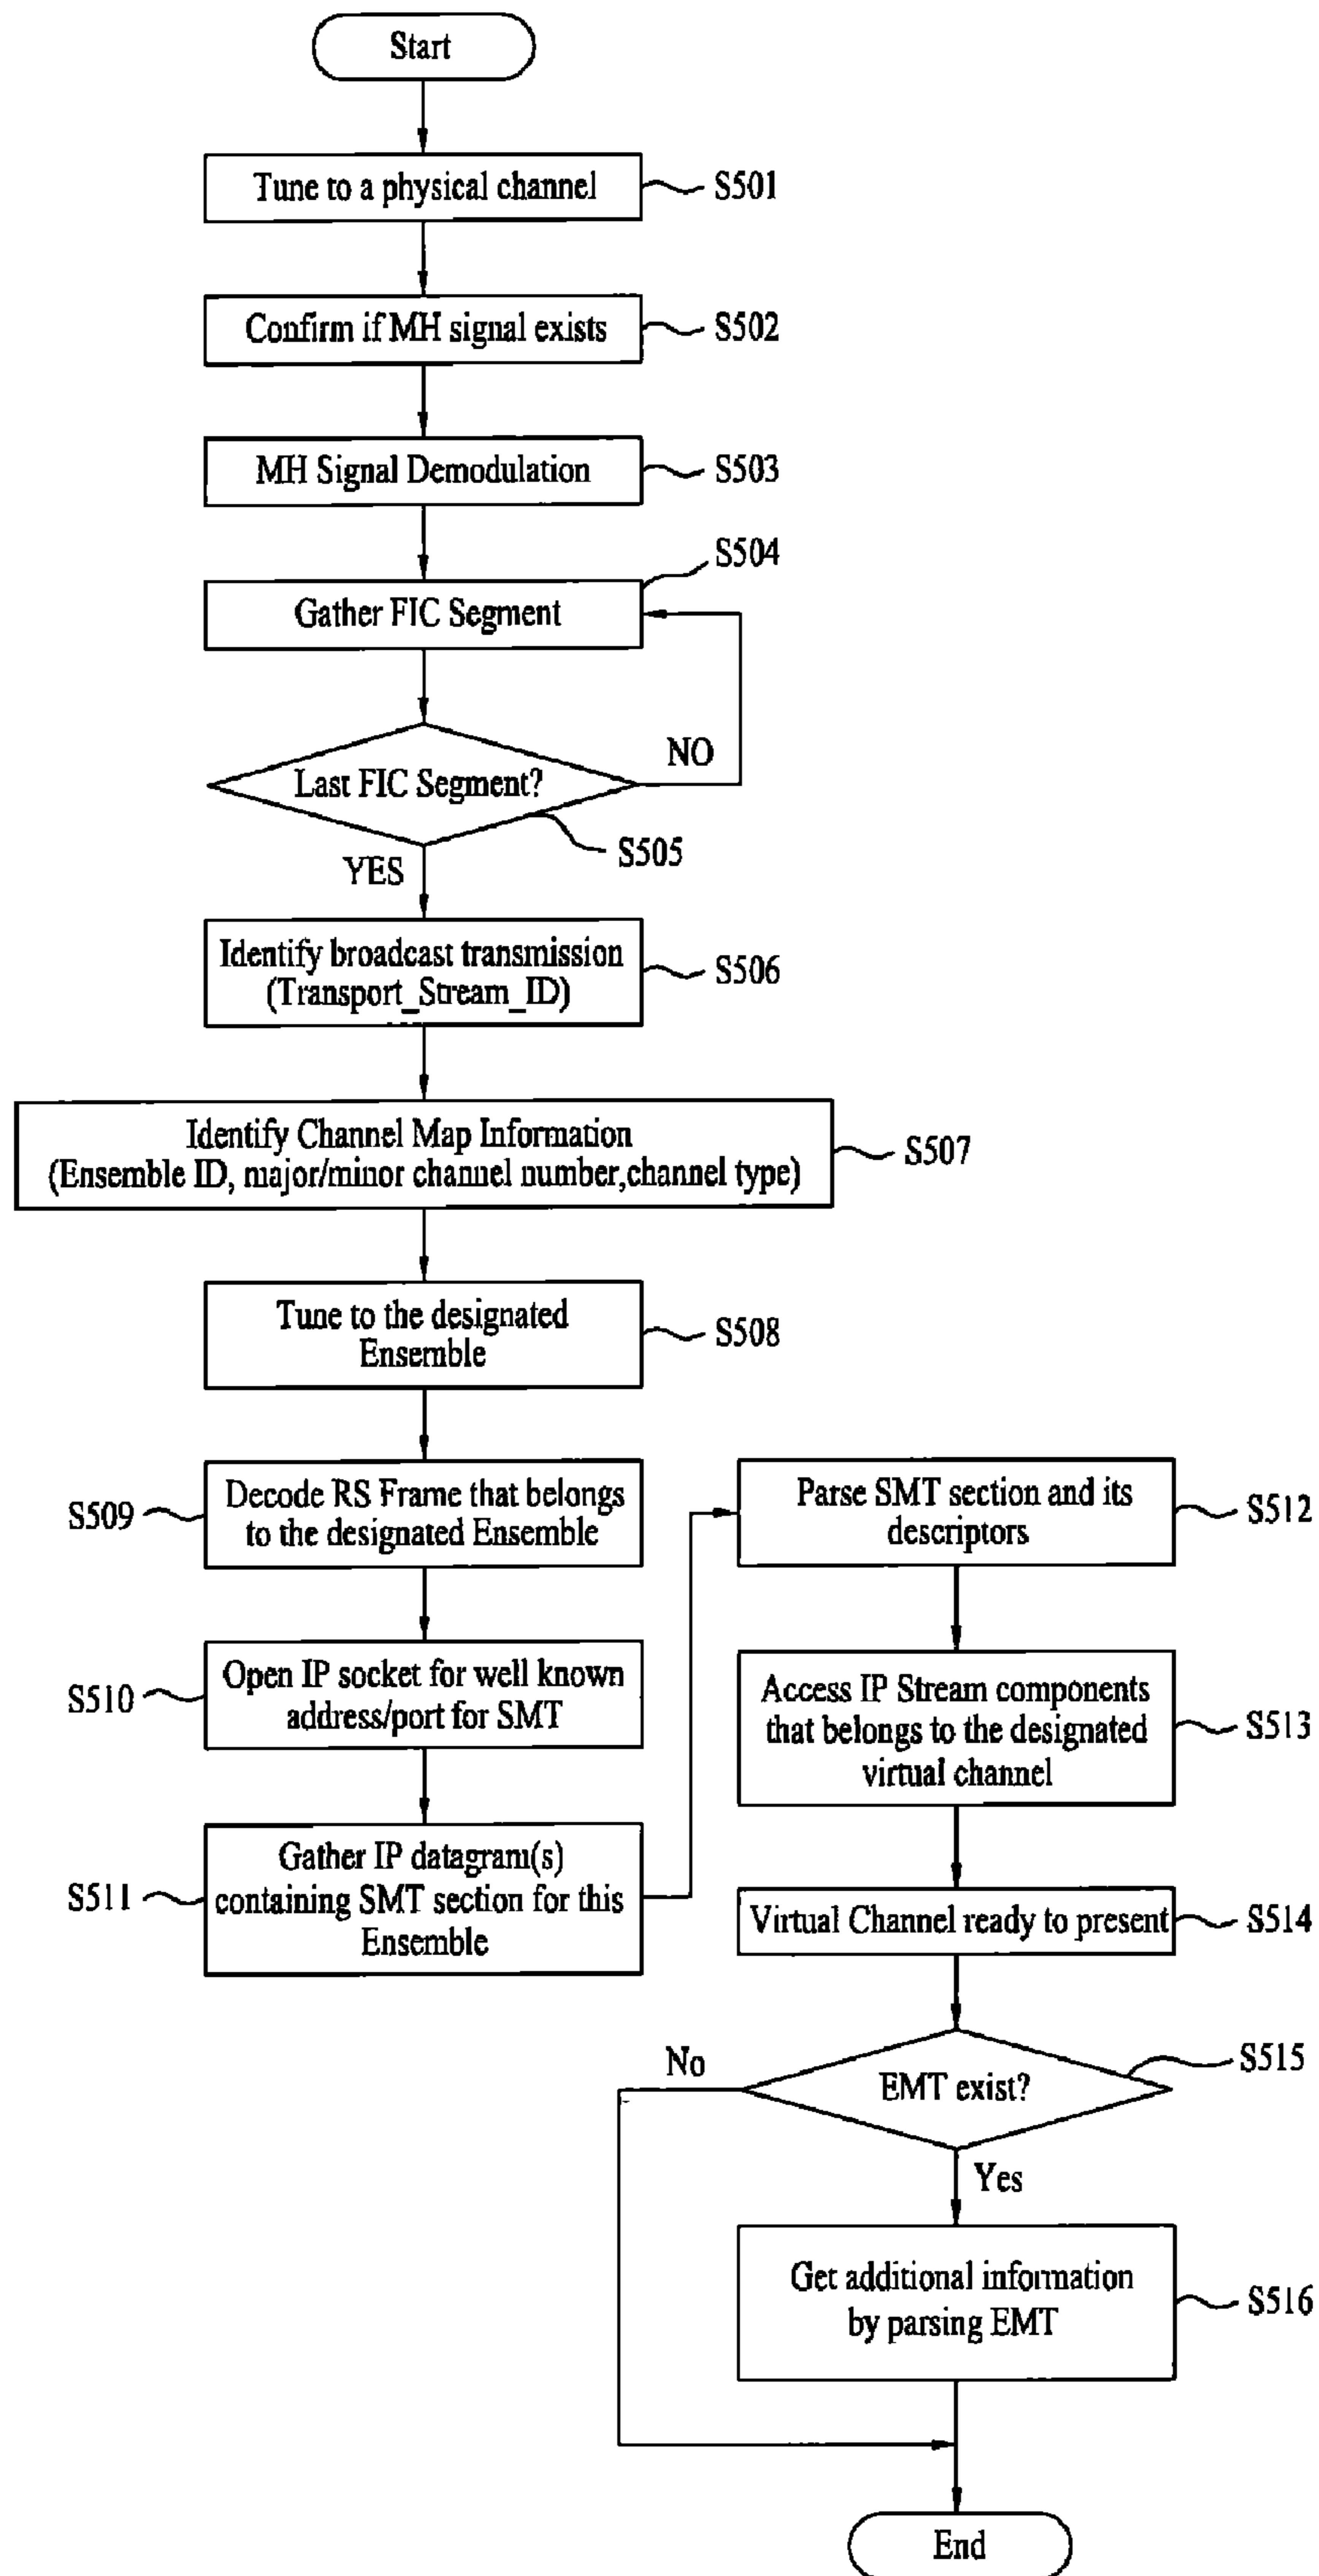 Start
Tune to a physical channel
S501
Confirm if MH signal exists
S502
MH Signal Demodulation
S503
S504
Gather FIC Segment
NO
Last FIC Segment?
S505
YES
Identify broadcast transmission
(Transport_Stream_ID)
S506
Identify Channel Map Information
(Ensemble ID, major/minor channel number,channel type)
S507
Tune to the designated
Ensemble
S508
S509
Decode RS Frame that belongs
to the designated Ensemble
S510
Open IP socket for well known
address/port for SMT
S511
Gather IP datagram(s)
containing SMT section for this
Ensemble
Parse SMT section and its
descriptors
S512
Access IP Stream components
that belongs to the designated
virtual channel
S513
Virtual Channel ready to present
S514
No
EMT exist?
S515
Yes
Get additional information
by parsing EMT
S516
End